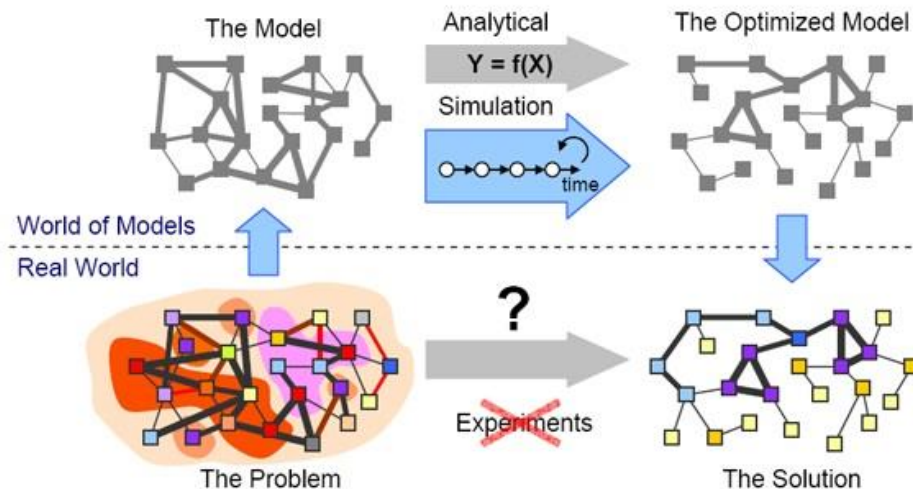 The Model
Analytical
The Optimized Model
Y = f(X)
Simulation
time
World of Models
Real World
?
Experiments
The Problem
The Solution